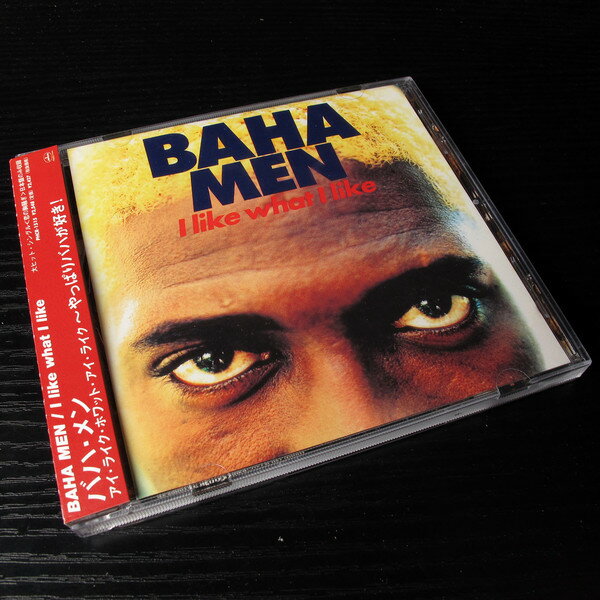 BAHA
MEN
I like what I like
BAHA MEN / I like what I like
バハ・メン
アイ・ライク・ホワット・アイ・ライク～やっぱりバハが好き!